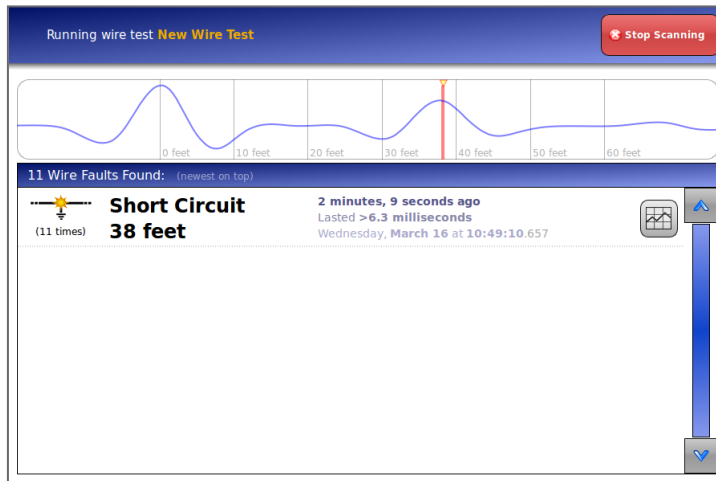 Running wire test New Wire Test
Stop Scanning
0 feet 10 feet 20 feet 30 feet 40 feet 50 feet 60 feet
11 Wire Faults Found: (newest on top)
(11 times)
Short Circuit
38 feet
2 minutes, 9 seconds ago
Lasted >6.3 milliseconds
Wednesday, March 16 at 10:49:10.657